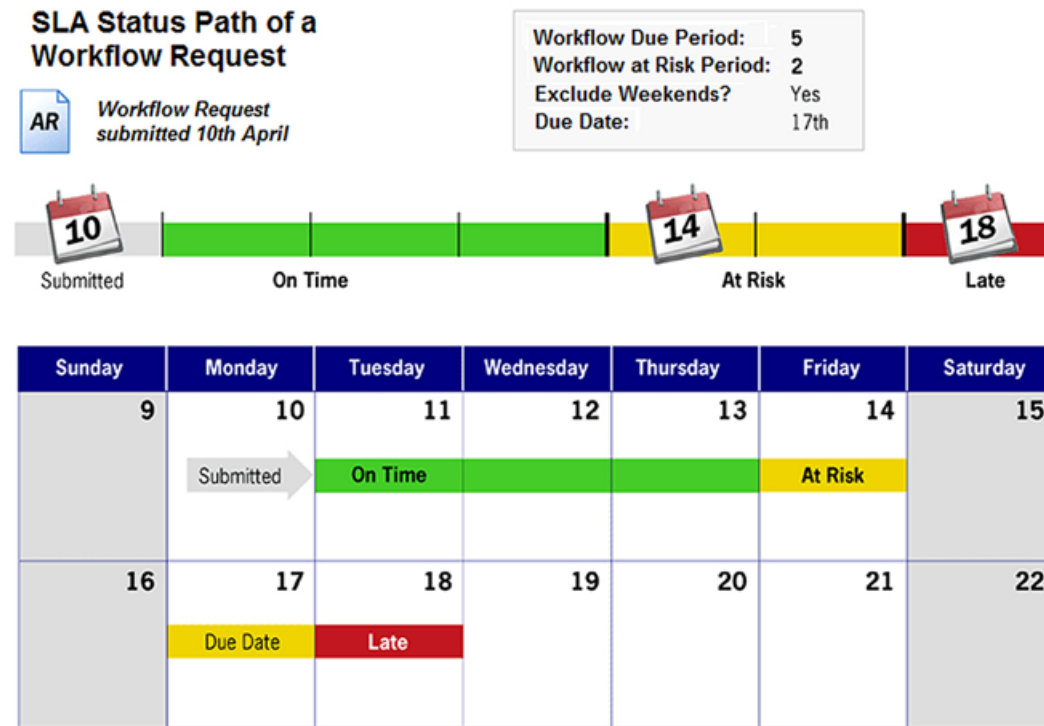 SLA Status Path of a
Workflow Request
AR
Workflow Request
submitted 10th April
Workflow Due Period: 5
Workflow at Risk Period: 2
Exclude Weekends? Yes
Due Date: 17th
10 14 18
Submitted On Time At Risk Late
Sunday Monday Tuesday Wednesday Thursday Friday Saturday
9 10 11 12 13 14 15
Submitted On Time At Risk
16 17 18 19 20 21 22
Due Date Late